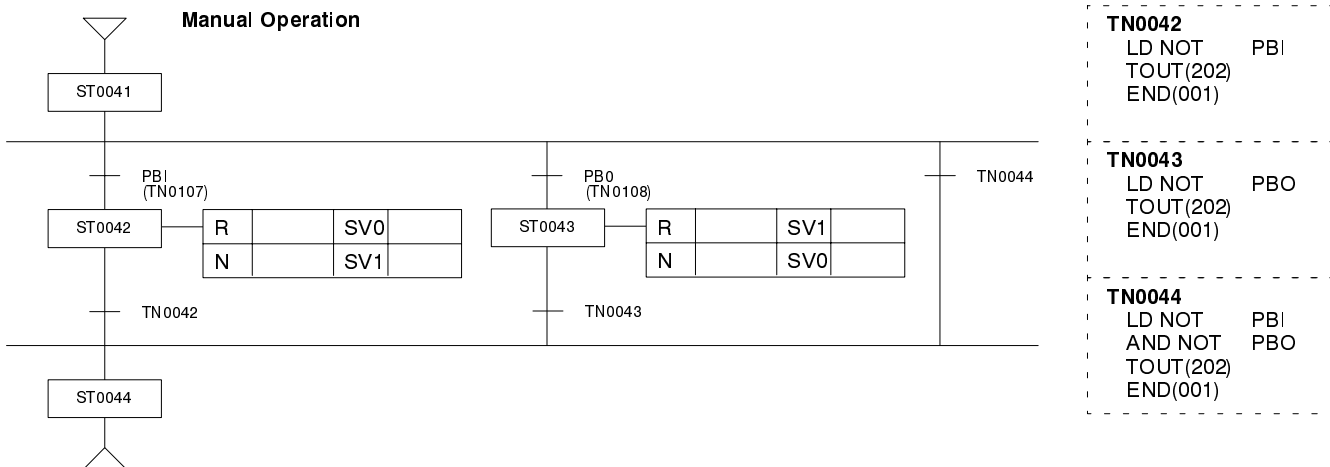 Manual Operation
ST0041
PBI
(TN0107)
PB0
(TN0108)
TN0044
ST0042
R SV0
N SV1
ST0043
R SV1
N SV0
TN0042
TN0043
ST0044
TN0042
LD NOT PBI
TOUT(202)
END(001)
TN0043
LD NOT PBO
TOUT(202)
END(001)
TN0044
LD NOT PBI
AND NOT PBO
TOUT(202)
END(001)